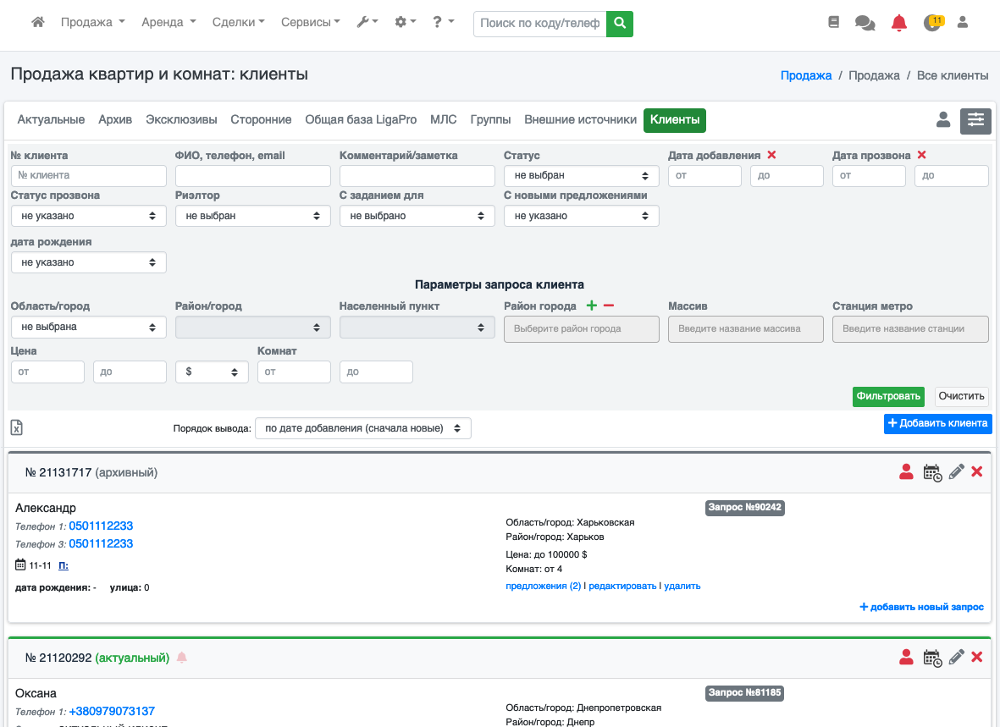 Продажа Аренда Сделки Сервисы ? Поиск по коду/телеф 11
Продажа квартир и комнат: клиенты Продажа / Продажа / Все клиенты
Актуальные Архив Эксклюзивы Сторонние Общая база LigaPro МЛС Группы Внешние источники Клиенты
№ клиента ФИО, телефон, email Комментарий/заметка Статус Дата добавления Дата прозвона
№ клиента не выбран от до от до
Статус прозвона Риэлтор С заданием для С новыми предложениями
не указано не выбран не выбрано не указано
дата рождения
не указано
Параметры запроса клиента
Область/город Район/город Населенный пункт Район города Массив Станция метро
не выбрана Выберите район города Введите название массива Введите название станции
Цена Комнат
от до $ от до
Фильтровать Очистить
Порядок вывода: по дате добавления (сначала новые) + Добавить клиента
№ 21131717 (архивный)
Александр Запрос №90242
Телефон 1: 0501112233 Область/город: Харьковская
Телефон 3: 0501112233 Район/город: Харьков
Цена: до 100000 $
11-11 П: Комнат: от 4
дата рождения: - улица: 0 предложения (2) | редактировать | удалить
+ добавить новый запрос
№ 21120292 (актуальный)
Оксана Запрос №81185
Телефон 1: +380979073137 Область/город: Днепропетровская
Район/город: Днепр